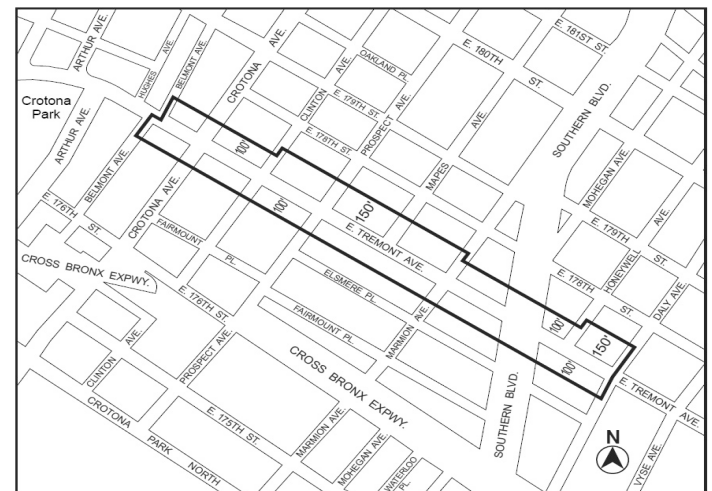 ARTHUR AVE.
HUGHES AVE.
BELMONT AVE.
CROTONA AVE.
OAKLAND PL.
E. 180TH ST.
E. 181ST ST.
SOUTHERN BLVD.
Crotona
Park
CLINTON AVE.
E. 179TH ST.
E. 178TH ST.
PROSPECT AVE.
MAPES AVE.
MOHEGAN AVE.
ARTHUR AVE.
BELMONT AVE.
100'
E. 176TH ST.
CROTONA AVE.
100'
150'
E. TREMONT AVE.
E. 179TH ST.
HONEYWELL AVE.
E. 178TH ST.
DALY AVE.
FAIRMOUNT PL.
CROSS BRONX EXPWY.
ELSMERE PL.
E. 176TH ST.
FAIRMOUNT PL.
MARMION AVE.
100'
150'
100'
CLINTON AVE.
PROSPECT AVE.
CROSS BRONX EXPWY.
E. TREMONT AVE.
E. 175TH ST.
CROTONA PARK NORTH
MARMION AVE.
MOHEGAN AVE.
WATERLOO PL.
SOUTHERN BLVD.
N
VYSE AVE.